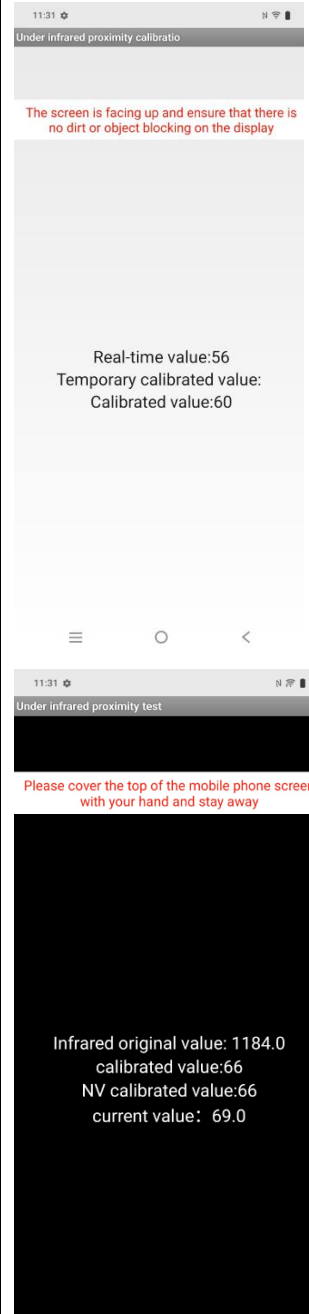 11:31
Under infrared proximity calibratio
The screen is facing up and ensure that there is
no dirt or object blocking on the display
Real-time value:56
Temporary calibrated value:
Calibrated value:60
11:31
Under infrared proximity test
Please cover the top of the mobile phone screen
with your hand and stay away
Infrared original value: 1184.0
calibrated value:66
NV calibrated value:66
current value：69.0